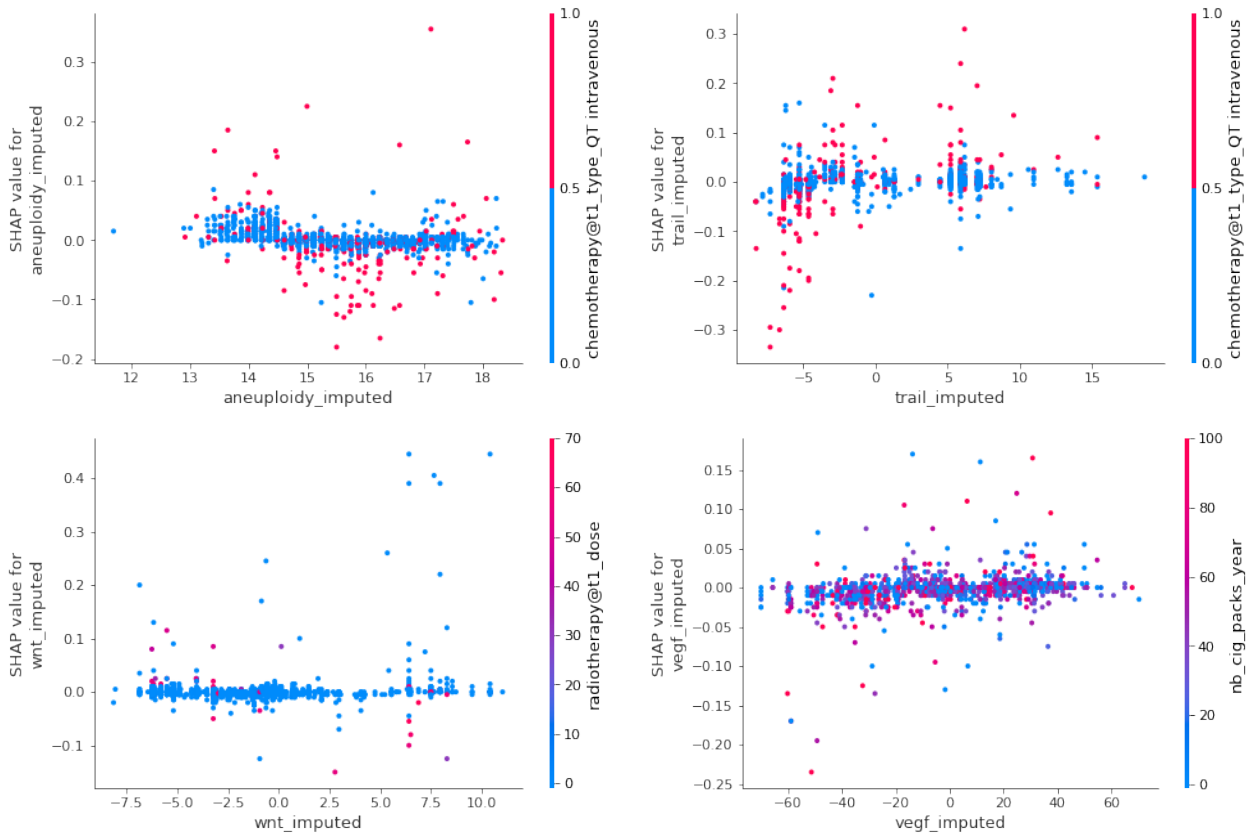 0.3
0.2
0.1
0.0
−0.1
−0.2
SHAP value for
aneuploidy_imputed
12 13 14 15 16 17 18
aneuploidy_imputed
1.0
0.5
0.0
chemotherapy@t1_type_QT intravenous
0.3
0.2
0.1
0.0
−0.1
−0.2
−0.3
SHAP value for
trail_imputed
−5 0 5 10 15
trail_imputed
1.0
0.5
0.0
chemotherapy@t1_type_QT intravenous
0.4
0.3
0.2
0.1
0.0
−0.1
SHAP value for
wnt_imputed
−7.5 −5.0 −2.5 0.0 2.5 5.0 7.5 10.0
wnt_imputed
70
60
50
40
30
20
10
0
radiotherapy@t1_dose
0.15
0.10
0.05
0.00
−0.05
−0.10
−0.15
−0.20
−0.25
SHAP value for
vegf_imputed
−60 −40 −20 0 20 40 60
vegf_imputed
100
80
60
40
20
0
nb_cig_packs_year